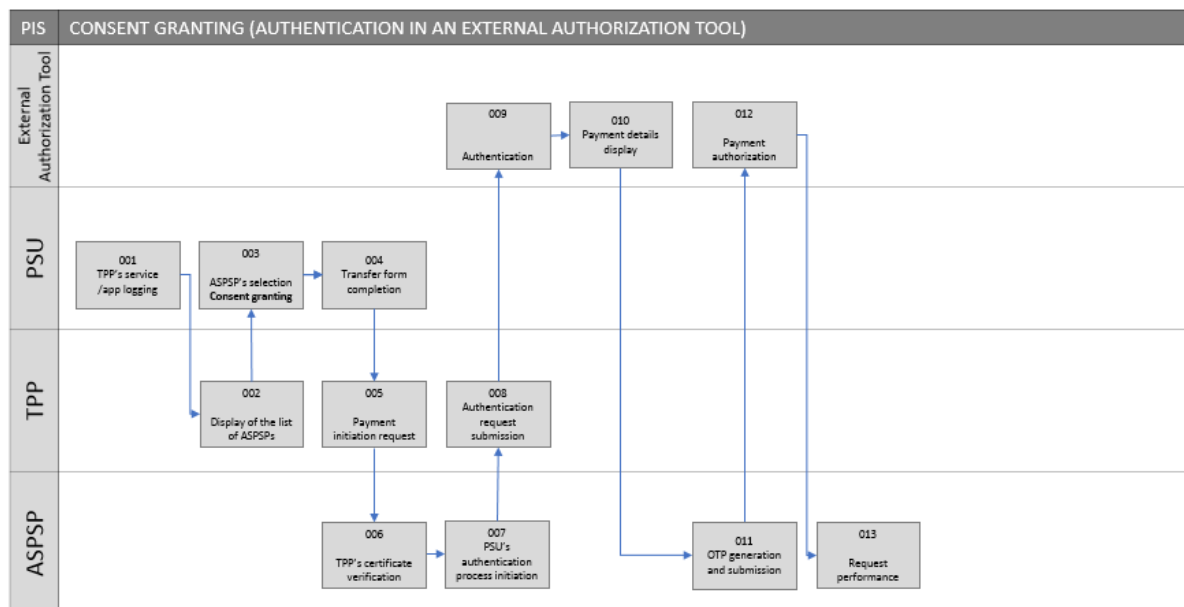 PIS
CONSENT GRANTING (AUTHENTICATION IN AN EXTERNAL AUTHORIZATION TOOL)
External
Authorization Tool
009
Authentication
010
Payment details
display
012
Payment
authorization
PSU
001
TPP's service
/app logging
003
ASPSP's selection
Consent granting
004
Transfer form
completion
TPP
002
Display of the list
of ASPSPs
005
Payment
initiation request
008
Authentication
request
submission
ASPSP
006
TPP's certificate
verification
007
PSU's
authentication
process initiation
011
OTP generation
and submission
013
Request
performance